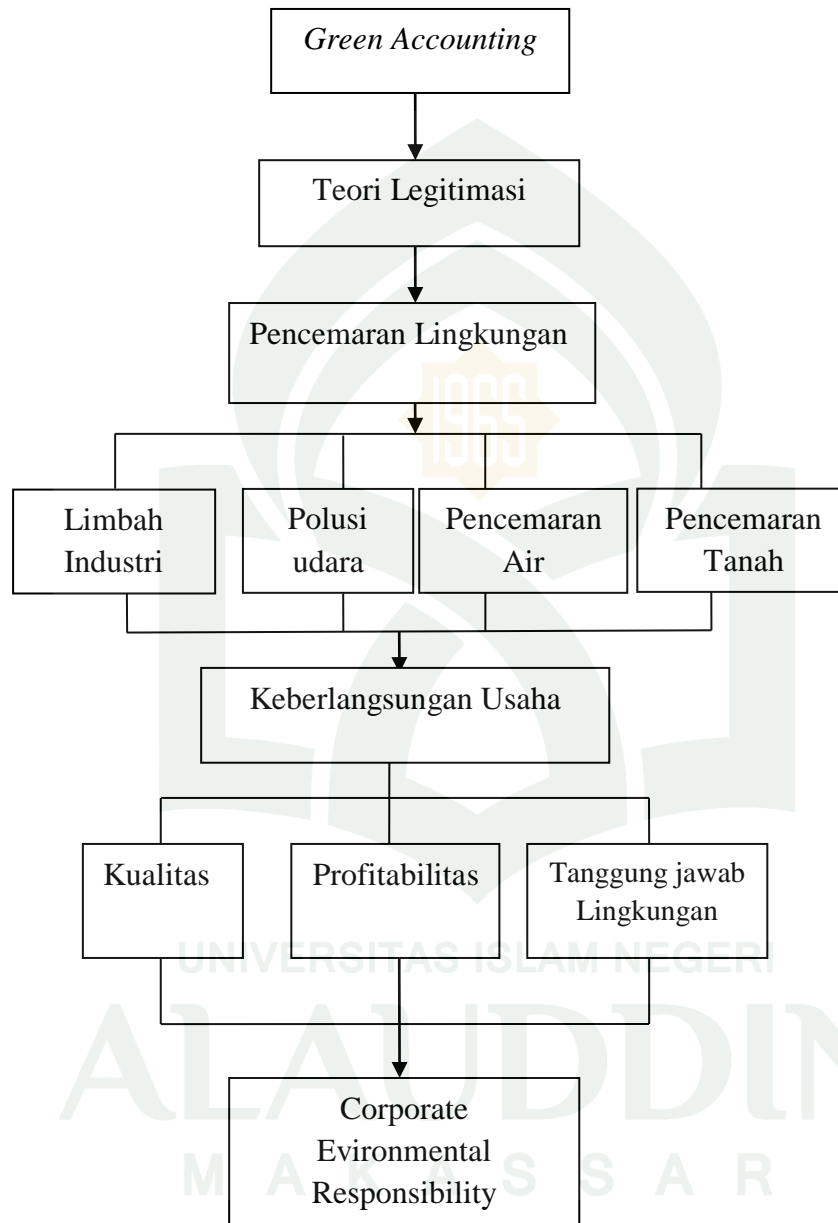 Green Accounting
Teori Legitimasi
Pencemaran Lingkungan
1965
Limbah
Industri
Polusi
udara
Pencemaran
Air
Pencemaran
Tanah
Keberlangsungan Usaha
Kualitas
Profitabilitas
Tanggung jawab
Lingkungan
UNIVERSITAS ISLAM NEGERI
ALAUDDIN
Corporate
Evironmental
Responsibility
MAKASSAR